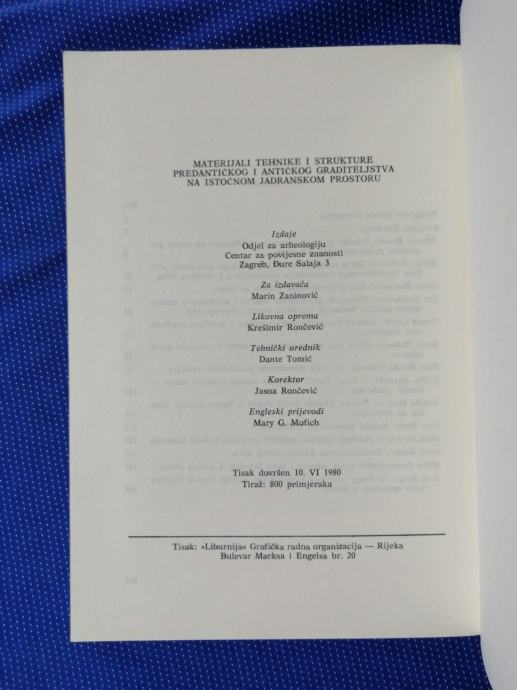 MATERIJALI TEHNIKE I STRUKTURE
PREDANTIČKOG I ANTIČKOG GRADITELJSTVA
NA ISTOČNOM JADRANSKOM PROSTORU
Izdaje
Odjel za arheologiju
Centar za povijesne znanosti
Zagreb, Đure Salaja 3
Za izdavača
Marin Zaninović
Likovna oprema
Krešimir Rončević
Tehnički urednik
Dante Tomić
Korektor
Jasna Rončević
Engleski prijevodi
Mary G. Mufich
Tisak dovršen 10. VI 1980
Tiraž: 800 primjeraka
Tisak: »Liburnija« Grafička radna organizacija — Rijeka
Bulevar Marksa i Engelsa br. 20